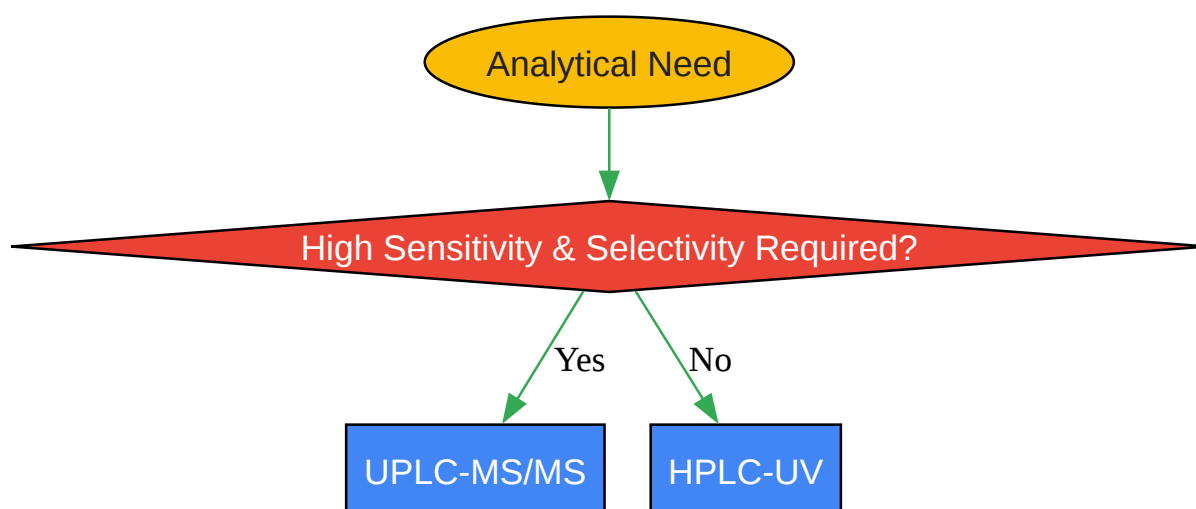 Analytical Need
High Sensitivity & Selectivity Required?
Yes
No
UPLC-MS/MS
HPLC-UV